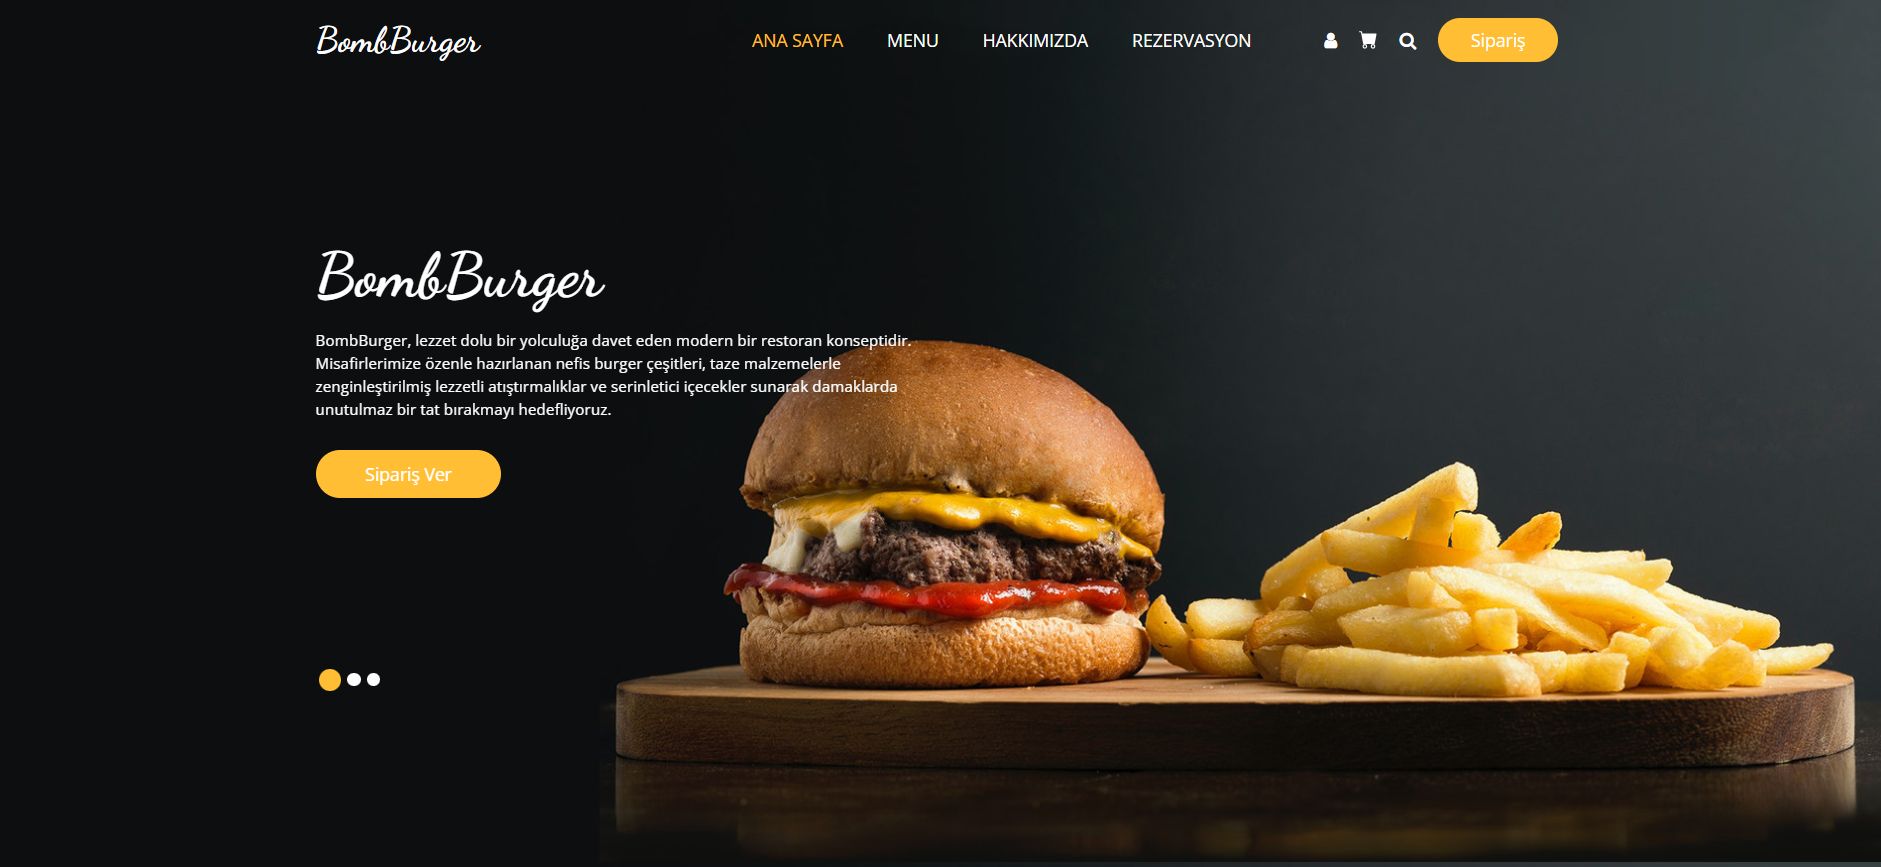 BombBurger
ANA SAYFA
MENU
HAKKIMIZDA
REZERVASYON
Sipariş
BombBurger
BombBurger, lezzet dolu bir yolculuğa davet eden modern bir restoran konseptidir.
Misafirlerimize özenle hazırlanan nefis burger çeşitleri, taze malzemelerle
zenginleştirilmiş lezzetli atıştırmalıklar ve serinletici içecekler sunarak damaklarda
unutulmaz bir tat bırakmayı hedefliyoruz.
Sipariş Ver